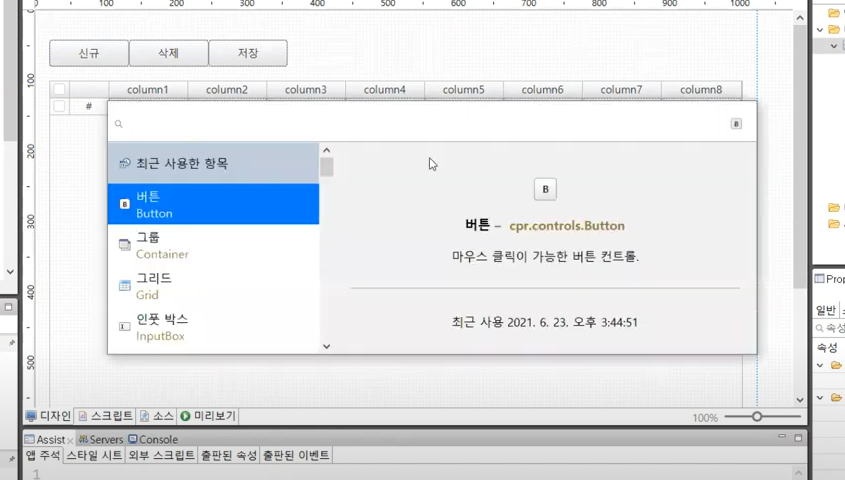 0 100 200 300 400 500 600 700 800 900 1000
신규 삭제 저장
100
column1 column2 column3 column4 column5 column6 column7 column8
#
B
200
최근 사용한 항목
B 버튼
Button
B
300
버튼 – cpr.controls.Button
그룹
Container
마우스 클릭이 가능한 버튼 컨트롤.
그리드
Grid
400
인풋 박스
InputBox
최근 사용 2021. 6. 23. 오후 3:44:51
500
디자인 스크립트 소스 미리보기
100%
Assist Servers Console
앱 주석 스타일 시트 외부 스크립트 출판된 속성 출판된 이벤트
1
일반
속성